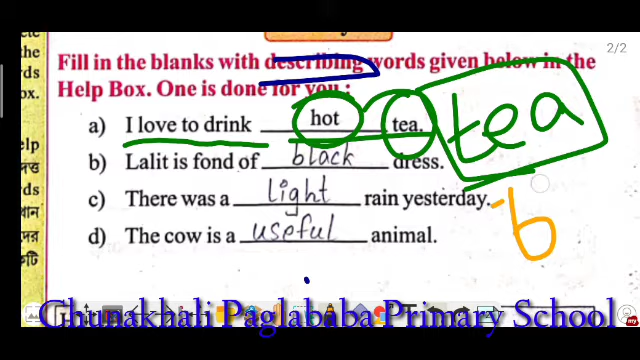 2/2
Fill in the blanks with describing words given below in the
Help Box. One is done for you :
a) I love to drink hot tea. tea
b) Lalit is fond of black dress.
c) There was a light rain yesterday. b
d) The cow is a useful animal.
Chunakhali Paglababa Primary School